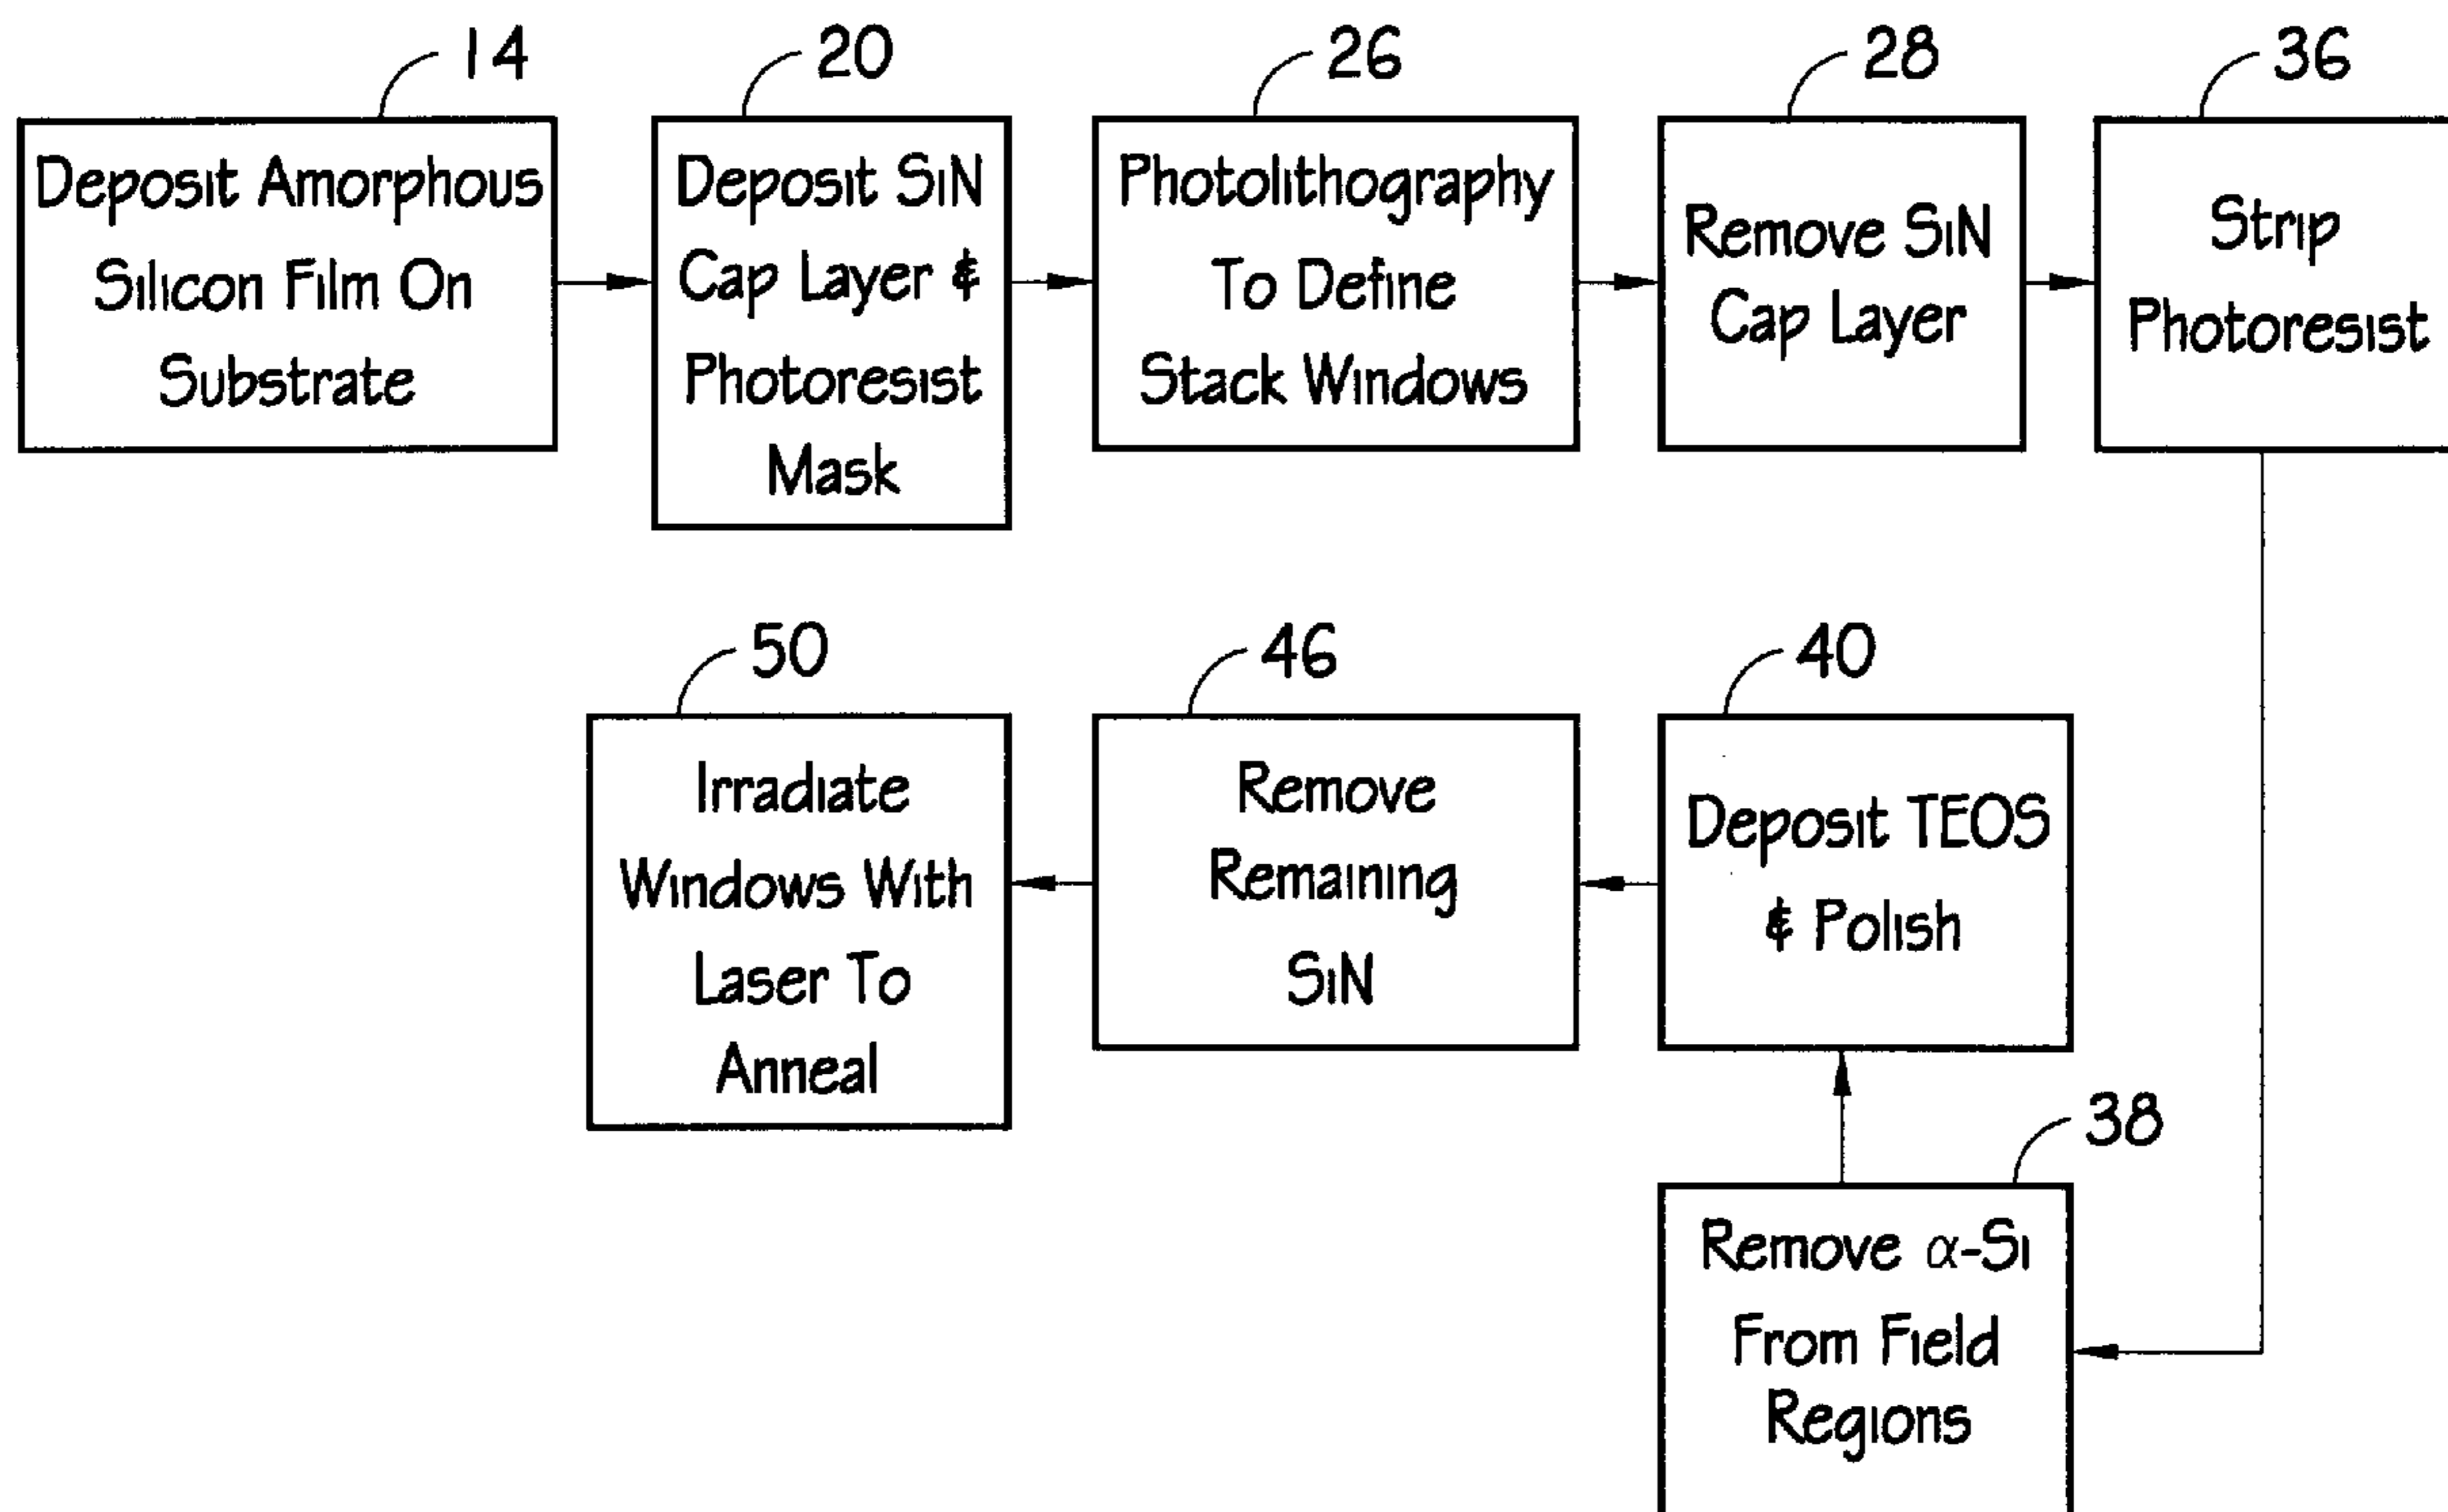 14
Deposit Amorphous
Silicon Film On
Substrate
20
Deposit SiN
Cap Layer &
Photoresist
Mask
26
Photolithography
To Define
Stack Windows
28
Remove SiN
Cap Layer
36
Strip
Photoresist
50
Irradiate
Windows With
Laser To
Anneal
46
Remove
Remaining
SiN
40
Deposit TEOS
& Polish
38
Remove α-Si
From Field
Regions